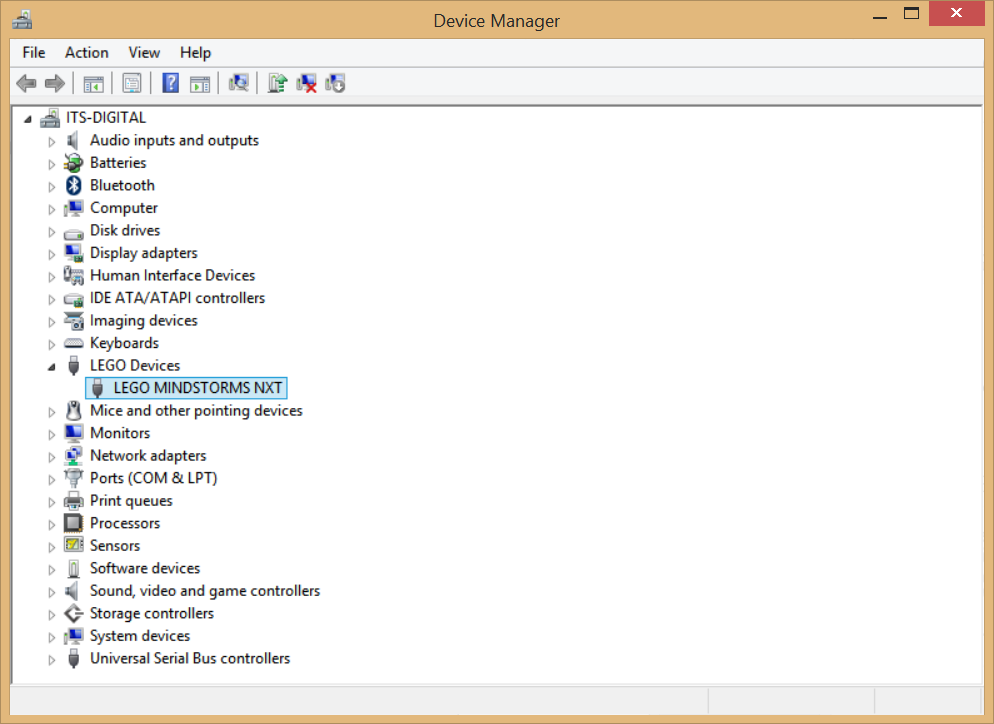 Device Manager
File Action View Help
ITS-DIGITAL
Audio inputs and outputs
Batteries
Bluetooth
Computer
Disk drives
Display adapters
Human Interface Devices
IDE ATA/ATAPI controllers
Imaging devices
Keyboards
LEGO Devices
LEGO MINDSTORMS NXT
Mice and other pointing devices
Monitors
Network adapters
Ports (COM & LPT)
Print queues
Processors
Sensors
Software devices
Sound, video and game controllers
Storage controllers
System devices
Universal Serial Bus controllers